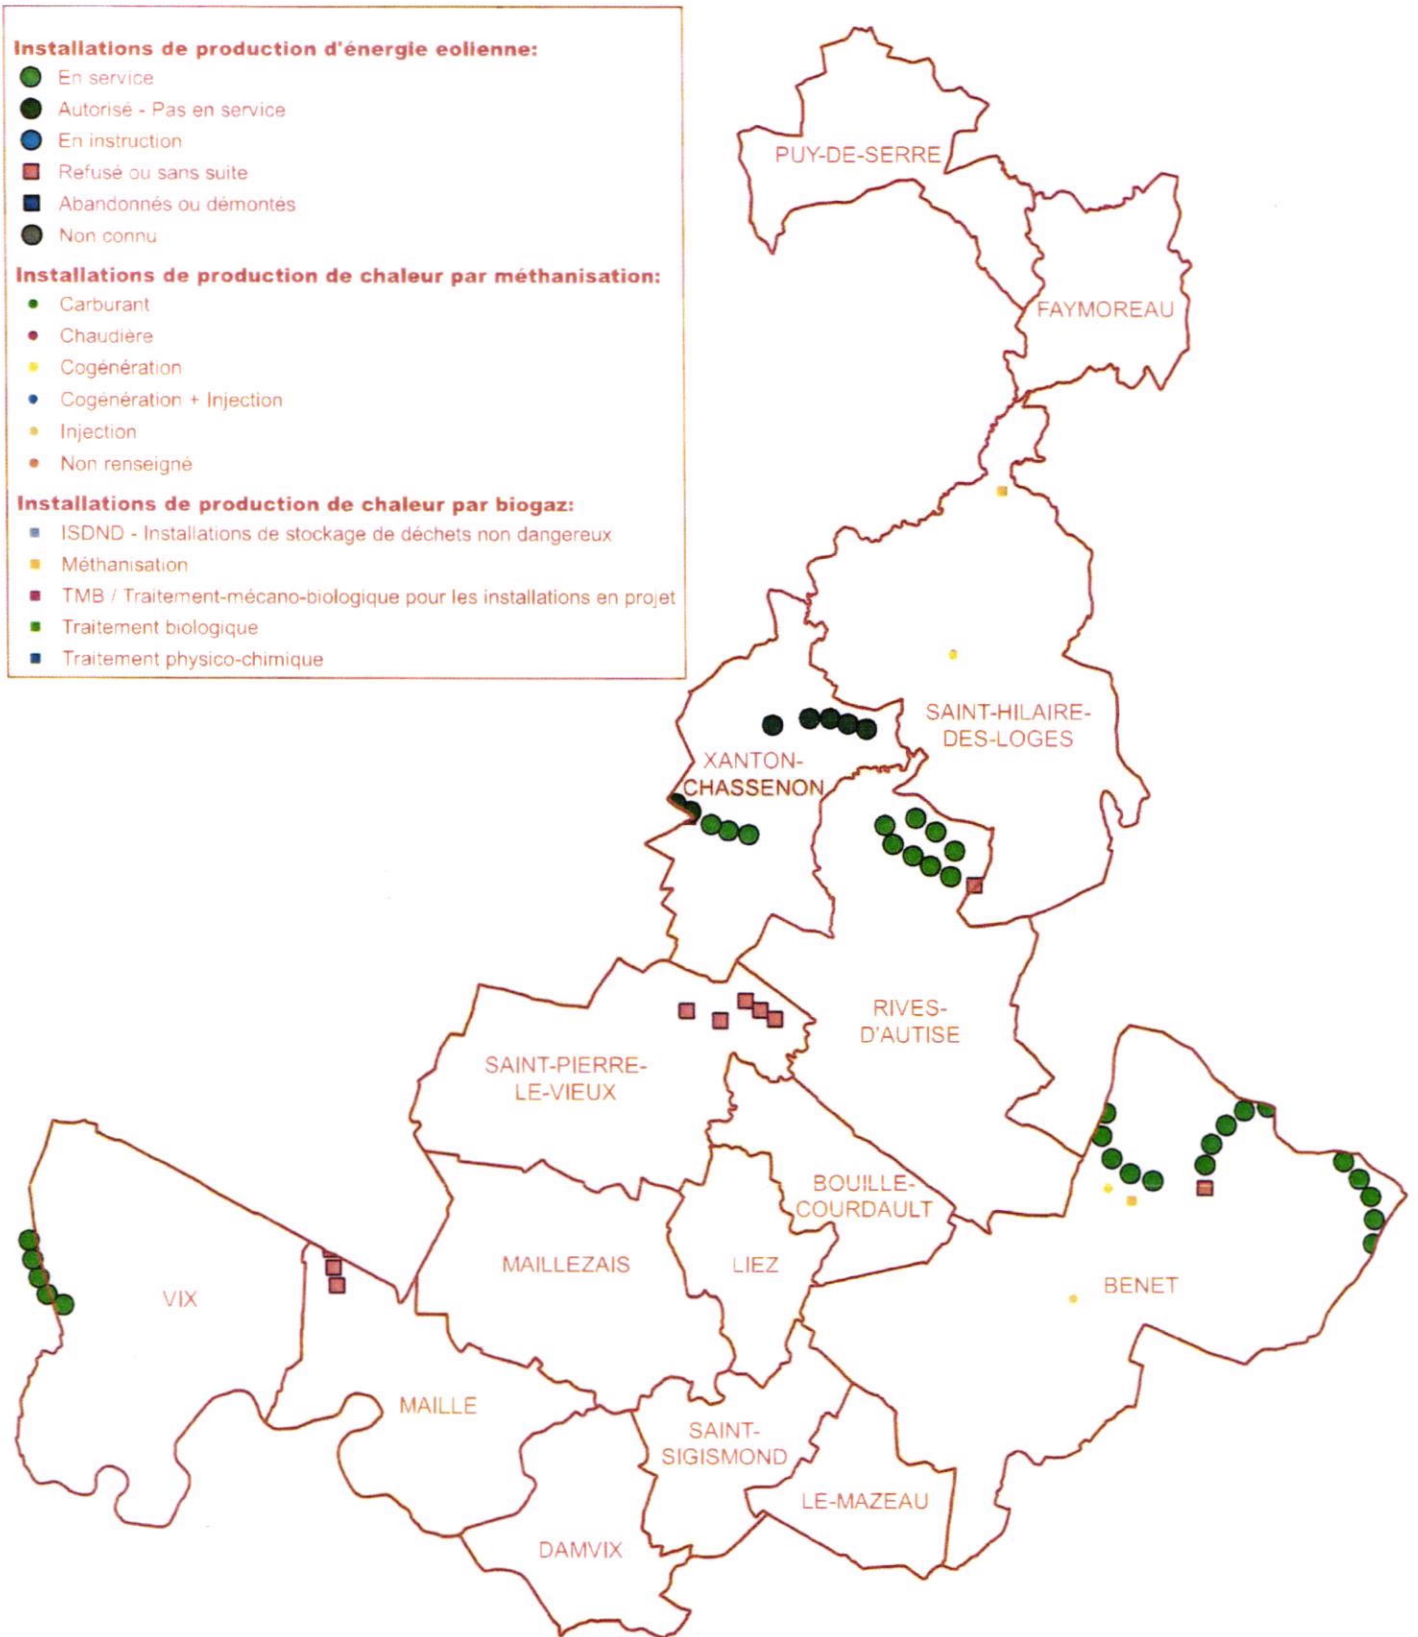 Installations de production d'énergie eolienne:
En service
Autorisé - Pas en service
En instruction
Refusé ou sans suite
Abandonnés ou démontés
Non connu
Installations de production de chaleur par méthanisation:
Carburant
Chaudière
Cogénération
Cogénération + Injection
Injection
Non renseigné
Installations de production de chaleur par biogaz:
ISDND - Installations de stockage de déchets non dangereux
Méthanisation
TMB / Traitement-mécano-biologique pour les installations en projet
Traitement biologique
Traitement physico-chimique
PUY-DE-SERRE
FAYMOREAU
SAINT-HILAIRE-
DES-LOGES
XANTON-
CHASSENON
RIVES-
D'AUTISE
SAINT-PIERRE-
LE-VIEUX
BOUILLE-
COURDAULT
MAILLEZAIS
LIEZ
BENET
VIX
MAILLE
SAINT-
SIGISMOND
LE-MAZEAU
DAMVIX